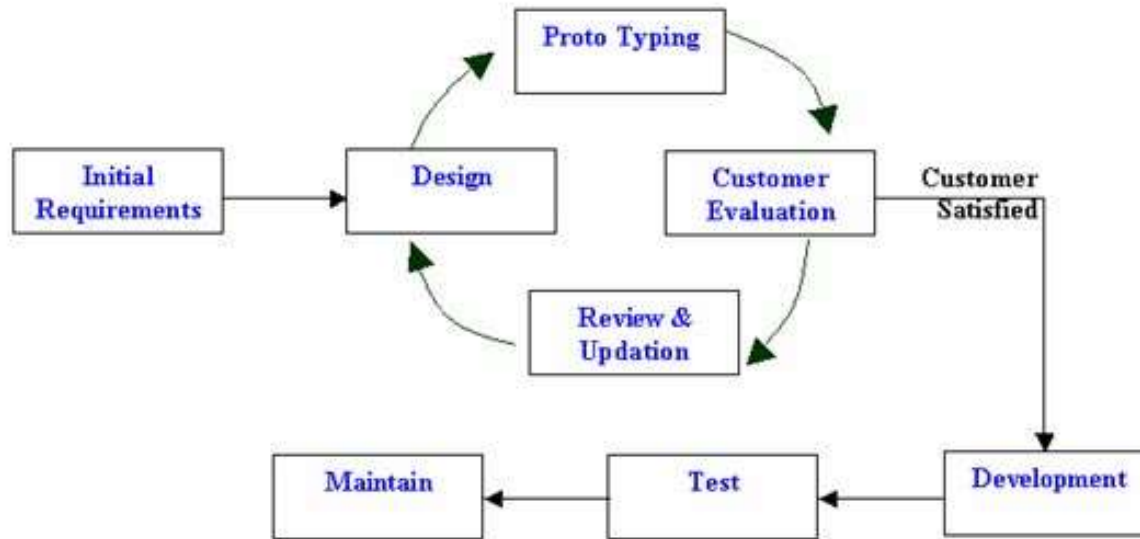 Proto Typing
Initial
Requirements
Design
Customer
Evaluation
Customer
Satisfied
Review &
Updation
Maintain
Test
Development